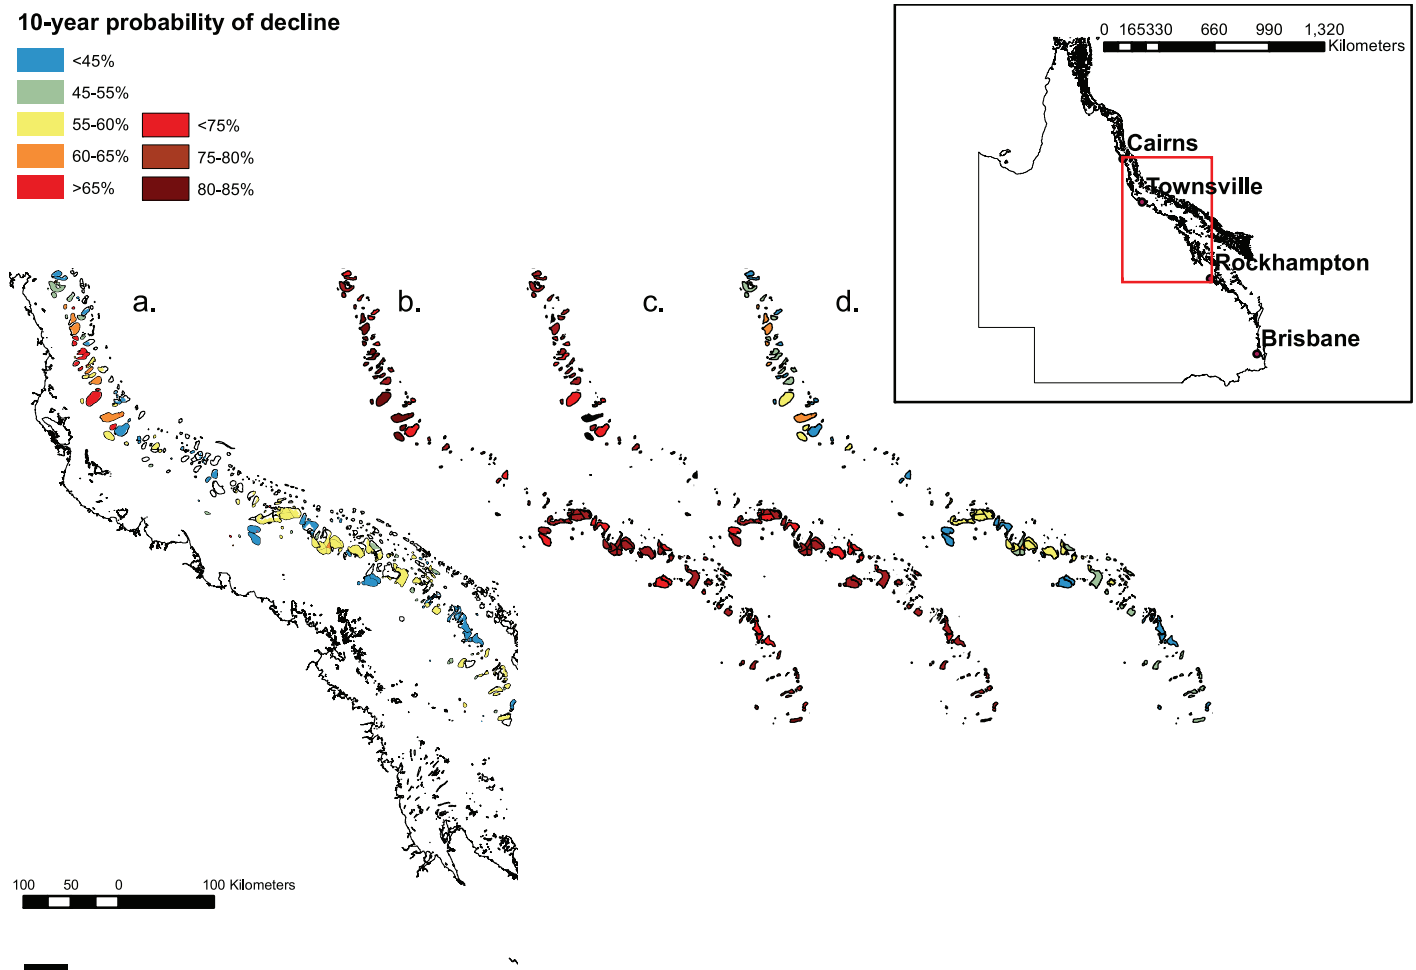 10-year probability of decline
<45%
45-55%
55-60%
60-65%
>65%
<75%
75-80%
80-85%
0 165330 660 990 1,320
Kilometers
Cairns
Townsville
Rockhampton
Brisbane
a.
b.
c.
d.
100 50 0 100 Kilometers